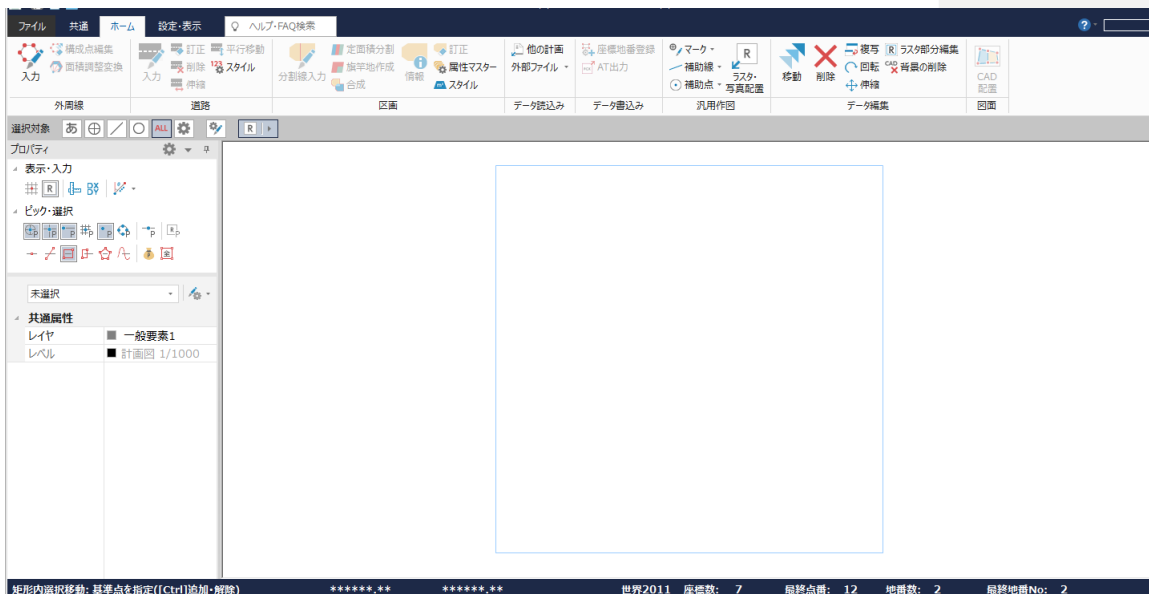 ファイル 共通 ホーム 設定・表示 ヘルプ・FAQ検索 ?
構成点編集 訂正 平行移動 定面積分割 訂正 他の計画 座標地番登録 マーク R 複写 R ラスタ部分編集
入力 面積調整変換 入力 削除 123 スタイル 分割線入力 旗竿地作成 情報 属性マスター 外部ファイル AT出力 補助線 ラスタ・写真配置 移動 削除 回転 CAD 背景の削除 CAD配置
伸縮 合成 スタイル 補助点 伸縮
外周線 道路 区画 データ読込み データ書込み 汎用作図 データ編集 図面
選択対象 あ ALL R
プロパティ
表示・入力
R
ピック・選択
P P P P P P P P
全
未選択
共通属性
レイヤ 一般要素1
レベル 計画図 1/1000
矩形内選択移動: 基準点を指定([Ctrl]追加・解除) ******.** ******.** 世界2011 座標数: 7 最終点番: 12 地番数: 2 最終地番No: 2